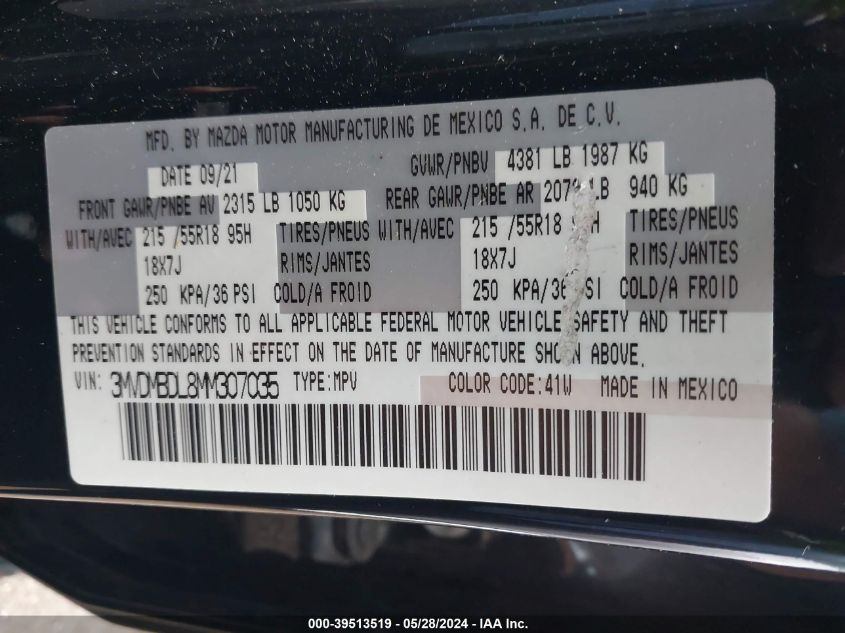 MFD. BY MAZDA MOTOR MANUFACTURING DE MEXICO S.A. DE C.V.
DATE 09/21 GVWR/PNBV 4381 LB 1987 KG
FRONT GAWR/PNBE AV 2315 LB 1050 KG REAR GAWR/PNBE AR LB 940 KG
WITH/AVEC 215 /55R18 95H TIRES/PNEUS WITH/AVEC 215 /55R18 95H TIRES/PNEUS
18X7J RIMS/JANTES 18X7J RIMS/JANTES
250 KPA/36 PSI COLD/A FROID 250 KPA/36 PSI COLD/A FROID
THIS VEHICLE CONFORMS TO ALL APPLICABLE FEDERAL MOTOR VEHICLE SAFETY AND THEFT
PREVENTION STANDARDS IN EFFECT ON THE DATE OF MANUFACTURE SHOWN ABOVE.
VIN: 3MVDMBDL8MM307035 TYPE:MPV COLOR CODE:41W MADE IN MEXICO
000-39513519 - 05/28/2024 - IAA Inc.